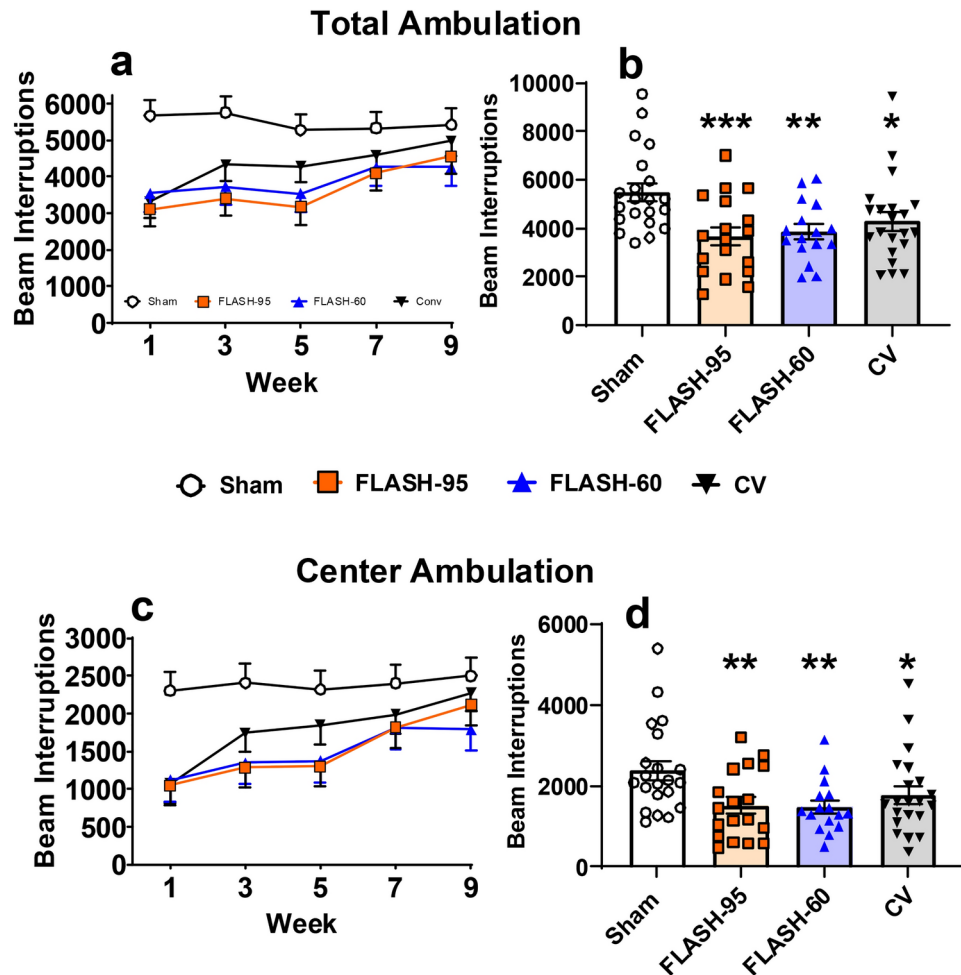 Total Ambulation
a
Beam Interruptions
6000
5000
4000
3000
2000
1000
0
Sham FLASH-95 FLASH-60 Conv
1 3 5 7 9
Week
b
Beam Interruptions
10000
8000
6000
4000
2000
0
*** ** *
Sham FLASH-95 FLASH-60 CV
Sham FLASH-95 FLASH-60 CV
Center Ambulation
c
Beam Interruptions
3000
2500
2000
1500
1000
500
0
1 3 5 7 9
Week
d
Beam Interruptions
6000
4000
2000
0
** ** *
Sham FLASH-95 FLASH-60 CV